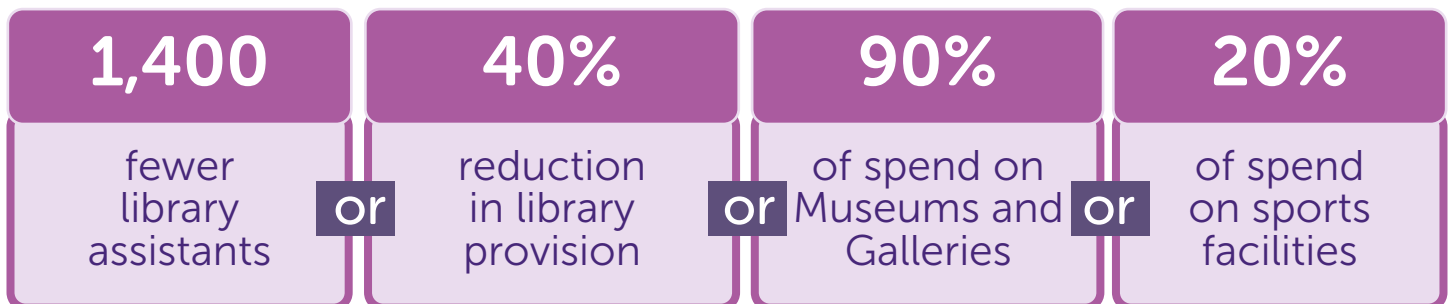 1,400
fewer
library
assistants
or
40%
reduction
in library
provision
or
90%
of spend on
Museums and
Galleries
or
20%
of spend
on sports
facilities